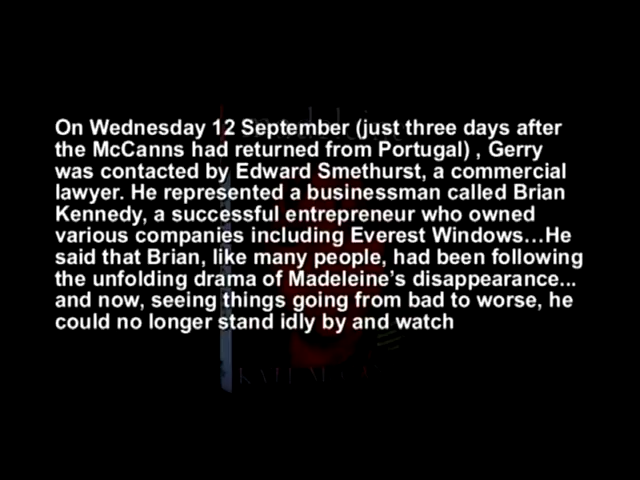 madeleine
On Wednesday 12 September (just three days after
the McCanns had returned from Portugal) , Gerry
was contacted by Edward Smethurst, a commercial
lawyer. He represented a businessman called Brian
Kennedy, a successful entrepreneur who owned
various companies including Everest Windows…He
said that Brian, like many people, had been following
the unfolding drama of Madeleine’s disappearance...
and now, seeing things going from bad to worse, he
could no longer stand idly by and watch